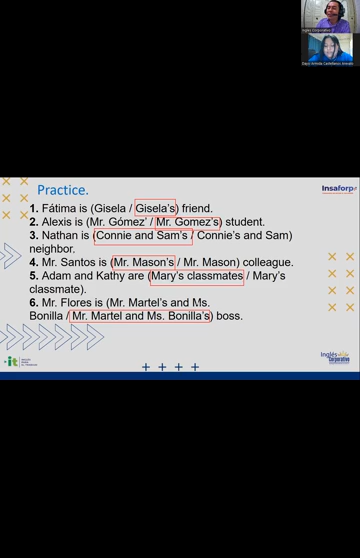 Practice.
Insaforp
1. Fátima is (Gisela / Gisela's) friend.
2. Alexis is (Mr. Gómez' / Mr. Gomez's) student.
3. Nathan is (Connie and Sam's / Connie's and Sam)
neighbor.
4. Mr. Santos is (Mr. Mason's / Mr. Mason) colleague.
5. Adam and Kathy are (Mary's classmates / Mary's
classmate).
6. Mr. Flores is (Mr. Martel's and Ms.
Bonilla / Mr. Martel and Ms. Bonilla's) boss.
it
Inglés
Corporativo